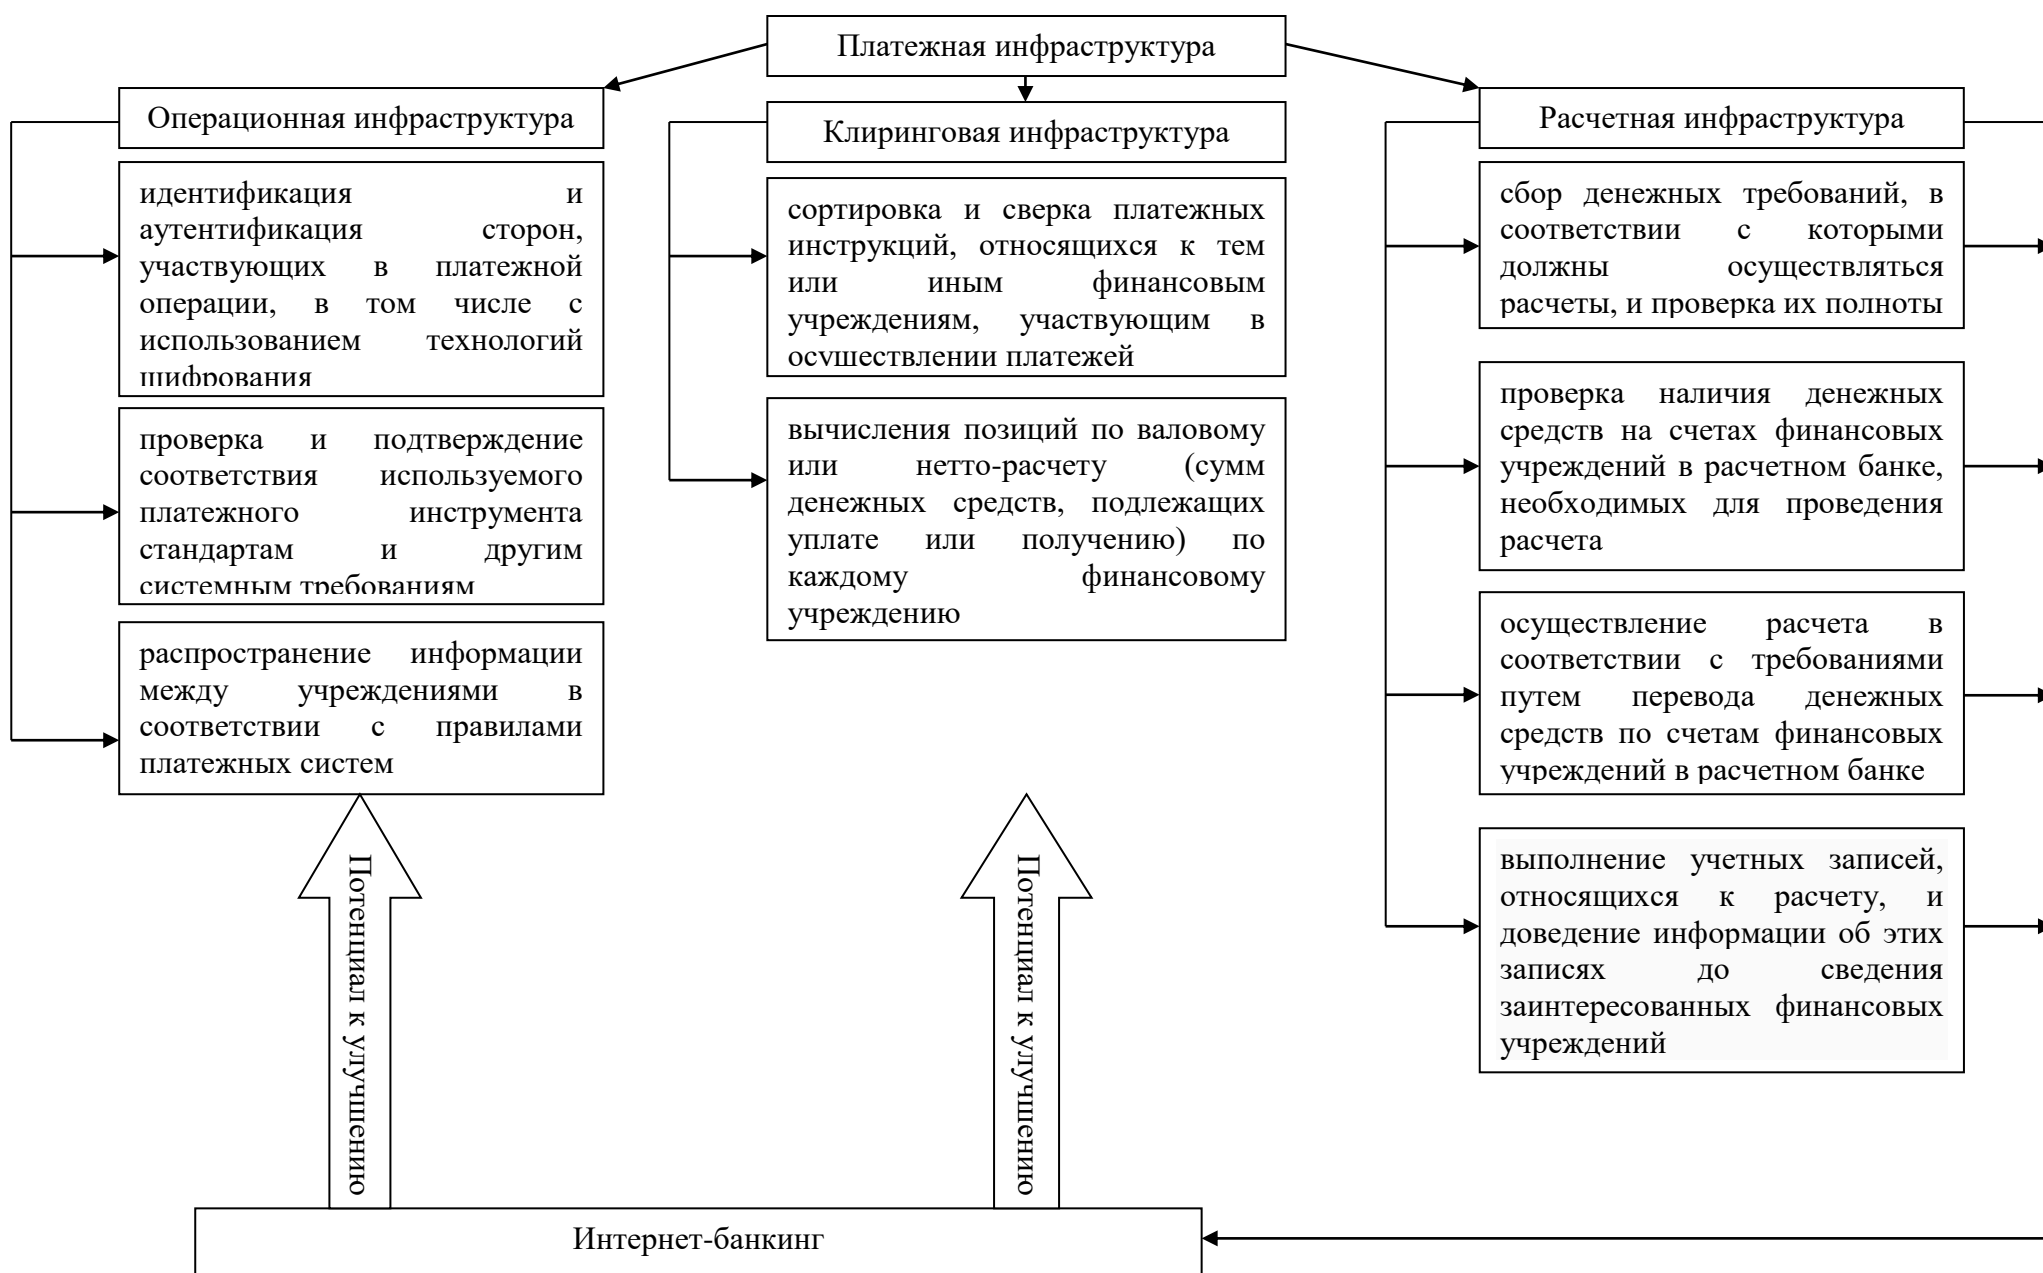 Платежная инфраструктура
Операционная инфраструктура
идентификация и
аутентификация сторон,
участвующих в платежной
операции, в том числе с
использованием технологий
шифрования
проверка и подтверждение
соответствия используемого
платежного инструмента
стандартам и другим
системным требованиям
распространение информации
между учреждениями в
соответствии с правилами
платежных систем
Клиринговая инфраструктура
сортировка и сверка платежных
инструкций, относящихся к тем
или иным финансовым
учреждениям, участвующим в
осуществлении платежей
вычисления позиций по валовому
или нетто-расчету (сумм
денежных средств, подлежащих
уплате или получению) по
каждому финансовому
учреждению
Расчетная инфраструктура
сбор денежных требований, в
соответствии с которыми
должны осуществляться
расчеты, и проверка их полноты
проверка наличия денежных
средств на счетах финансовых
учреждений в расчетном банке,
необходимых для проведения
расчета
осуществление расчета в
соответствии с требованиями
путем перевода денежных
средств по счетам финансовых
учреждений в расчетном банке
выполнение учетных записей,
относящихся к расчету, и
доведение информации об этих
записях до сведения
заинтересованных финансовых
учреждений
Потенциал к улучшению
Потенциал к улучшению
Интернет-банкинг